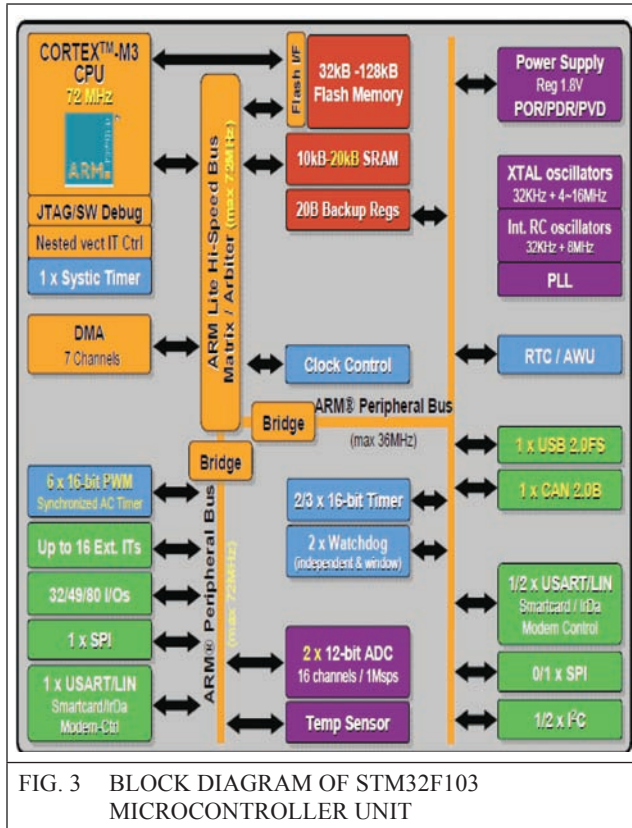 CORTEX™-M3
CPU
72 MHz
ARM
JTAG/SW Debug
Nested vect IT Ctrl
1 x Systic Timer
DMA
7 Channels
ARM Lite Hi-Speed Bus
Matrix / Arbiter (max 72MHz)
Flash I/F
32kB -128kB
Flash Memory
10kB-20kB SRAM
20B Backup Regs
Clock Control
Power Supply
Reg 1.8V
POR/PDR/PVD
XTAL oscillators
32KHz + 4~16MHz
Int. RC oscillators
32KHz + 8MHz
PLL
RTC / AWU
Bridge
ARM® Peripheral Bus
(max 36MHz)
Bridge
6 x 16-bit PWM
Synchronized AC Timer
Up to 16 Ext. ITs
32/49/80 I/Os
1 x SPI
1 x USART/LIN
Smartcard/IrDa
Modem-Ctrl
ARM® Peripheral Bus
(max 72MHz)
2/3 x 16-bit Timer
2 x Watchdog
(independent & window)
2 x 12-bit ADC
16 channels / 1Msps
Temp Sensor
1 x USB 2.0FS
1 x CAN 2.0B
1/2 x USART/LIN
Smartcard / IrDa
Modem Control
0/1 x SPI
1/2 x I²C
FIG. 3 BLOCK DIAGRAM OF STM32F103
MICROCONTROLLER UNIT